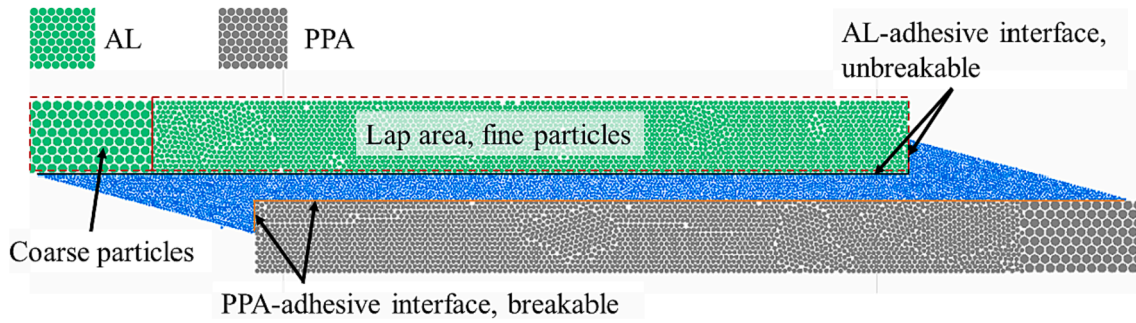 AL
PPA
AL-adhesive interface,
unbreakable
Lap area, fine particles
Coarse particles
PPA-adhesive interface, breakable